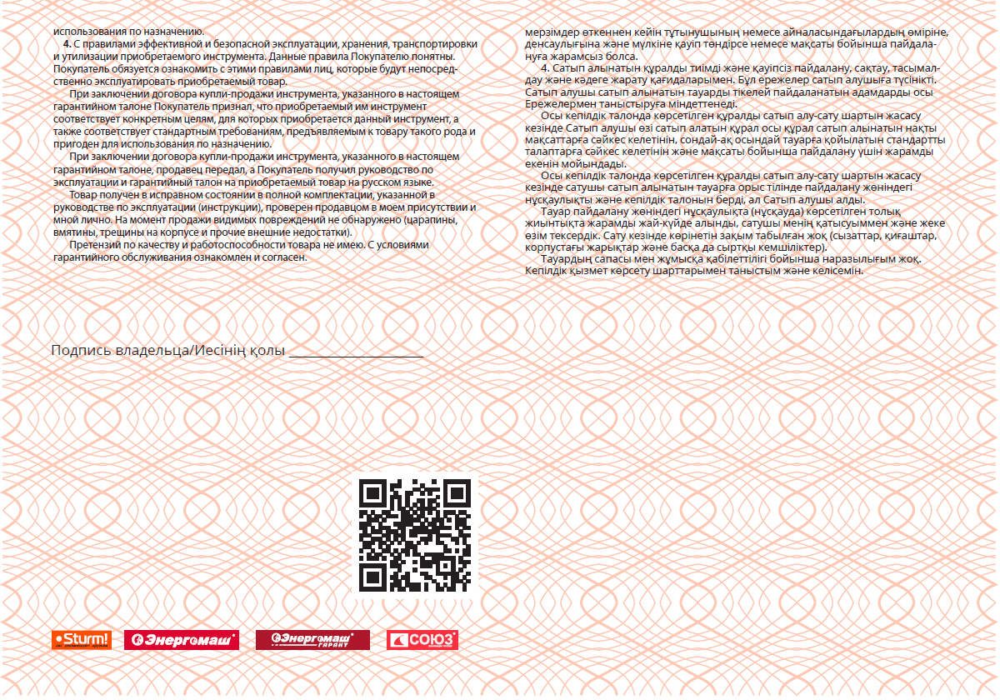 использования по назначению.
4. С правилами эффективной и безопасной эксплуатации, хранения, транспортировки
и утилизации приобретаемого инструмента. Данные правила Покупателю понятны.
Покупатель обязуется ознакомить с этими правилами лиц, которые будут непосред-
ственно эксплуатировать приобретаемый товар.
При заключении договора купли-продажи инструмента, указанного в настоящем
гарантийном талоне Покупатель признал, что приобретаемый им инструмент
соответствует конкретным целям, для которых приобретается данный инструмент, а
также соответствует стандартным требованиям, предъявляемым к товару такого рода и
пригоден для использования по назначению.
При заключении договора купли-продажи инструмента, указанного в настоящем
гарантийном талоне, продавец передал, а Покупатель получил руководство по
эксплуатации и гарантийный талон на приобретаемый товар на русском языке.
Товар получен в исправном состоянии в полной комплектации, указанной в
руководстве по эксплуатации (инструкции), проверен продавцом в моем присутствии и
мной лично. На момент продажи видимых повреждений не обнаружено (царапины,
вмятины, трещины на корпусе и прочие внешние недостатки).
Претензий по качеству и работоспособности товара не имею. С условиями
гарантийного обслуживания ознакомлен и согласен.
мерзімдер өткеннен кейін тұтынушының немесе айналасындағылардың өміріне,
денсаулығына және мүлкіне қауіп төндірсе немесе мақсаты бойынша пайдала-
нуға жарамсыз болса.
4. Сатып алынатын құралды тиімді және қауіпсіз пайдалану, сақтау, тасымал-
дау және кәдеге жарату қағидаларымен. Бұл ережелер сатып алушыға түсінікті.
Сатып алушы сатып алынатын тауарды тікелей пайдаланатын адамдарды осы
Ережелермен таныстыруға міндеттенеді.
Осы кепілдік талонда көрсетілген құралды сатып алу-сату шартын жасасу
кезінде Сатып алушы өзі сатып алатын құрал осы құрал сатып алынатын нақты
мақсаттарға сәйкес келетінін, сондай-ақ осындай тауарға қойылатын стандартты
талаптарға сәйкес келетінін және мақсаты бойынша пайдалану үшін жарамды
екенін мойындады.
Осы кепілдік талонда көрсетілген құралды сатып алу-сату шартын жасасу
кезінде сатушы сатып алынатын тауарға орыс тілінде пайдалану жөніндегі
нұсқаулықты және кепілдік талонын берді, ал Сатып алушы алды.
Тауар пайдалану жөніндегі нұсқаулықта (нұсқауда) көрсетілген толық
жиынтықта жарамды жай-күйде алынды, сатушы менің қатысуыммен және жеке
өзім тексердік. Сату кезінде көрінетін зақым табылған жоқ (сызаттар, қиғаштар,
корпустағы жарықтар және басқа да сыртқы кемшіліктер).
Тауардың сапасы мен жұмысқа қабілеттілігі бойынша наразылығым жоқ.
Кепілдік қызмет көрсету шарттарымен таныстым және келісемін.
Подпись владельца/Иесінің қолы ___________________
Sturm!
Энергомаш
Энергомаш
ГАРАНТ
СОЮЗ